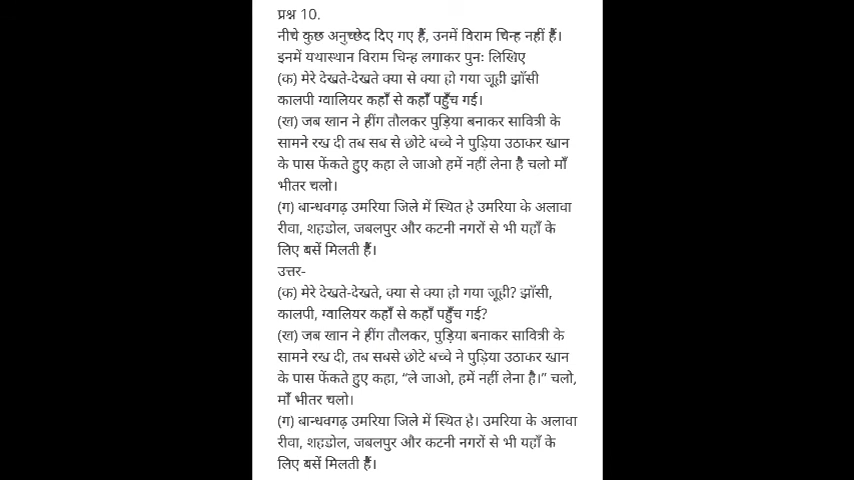 प्रश्न 10.
नीचे कुछ अनुच्छेद दिए गए हैं, उनमें विराम चिन्ह नहीं हैं।
इनमें यथास्थान विराम चिन्ह लगाकर पुनः लिखिए
(क) मेरे देखते-देखते क्या से क्या हो गया जूही झाँसी
कालपी ग्वालियर कहाँ से कहाँ पहुँच गई।
(ख) जब खान ने हींग तौलकर पुड़िया बनाकर सावित्री के
सामने रख दी तब सब से छोटे बच्चे ने पुड़िया उठाकर खान
के पास फेंकते हुए कहा ले जाओ हमें नहीं लेना है चलो माँ
भीतर चलो।
(ग) बान्धवगढ़ उमरिया जिले में स्थित हे उमरिया के अलावा
रीवा, शहडोल, जबलपुर और कटनी नगरों से भी यहाँ के
लिए बसें मिलती हैं।
उत्तर-
(क) मेरे देखते-देखते, क्या से क्या हो गया जूही? झाँसी,
कालपी, ग्वालियर कहाँ से कहाँ पहुँच गई?
(ख) जब खान ने हींग तौलकर, पुड़िया बनाकर सावित्री के
सामने रख दी, तब सबसे छोटे बच्चे ने पुड़िया उठाकर खान
के पास फेंकते हुए कहा, “ले जाओ, हमें नहीं लेना है।” चलो,
माँ भीतर चलो।
(ग) बान्धवगढ़ उमरिया जिले में स्थित हे। उमरिया के अलावा
रीवा, शहडोल, जबलपुर और कटनी नगरों से भी यहाँ के
लिए बसें मिलती हैं।